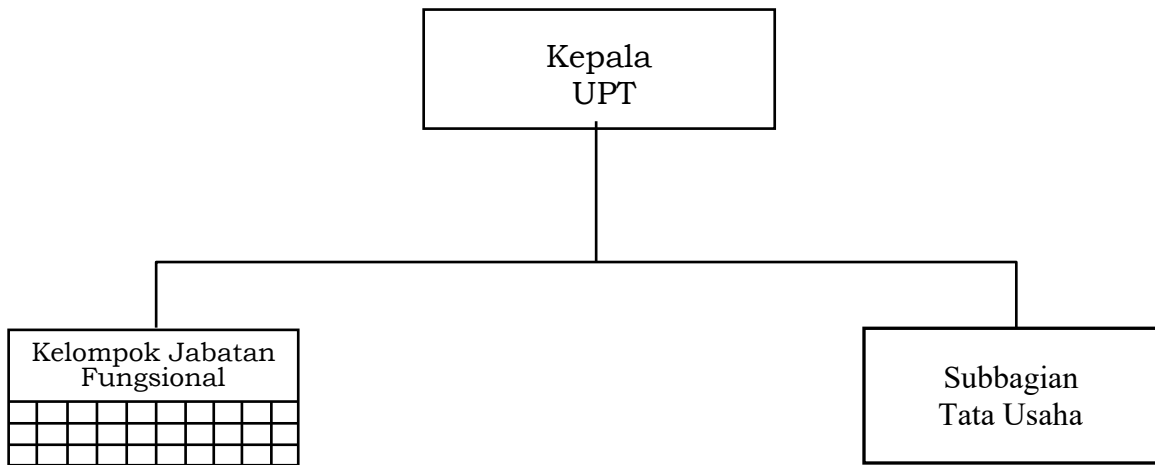 Kepala
UPT
Kelompok Jabatan
Fungsional
Subbagian
Tata Usaha